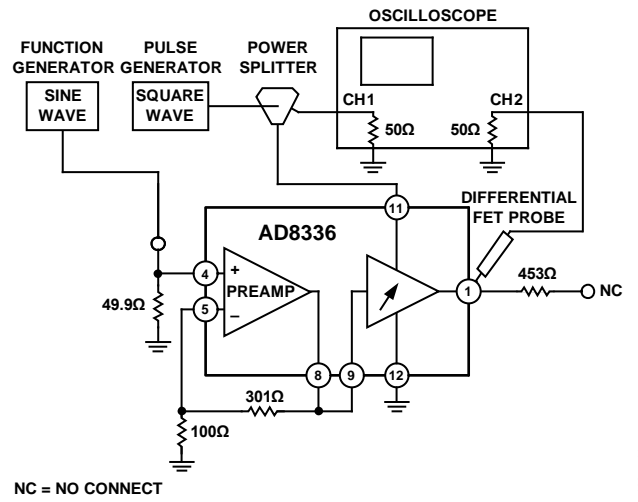 OSCILLOSCOPE
FUNCTION
GENERATOR
PULSE
GENERATOR
POWER
SPLITTER
SINE
WAVE
SQUARE
WAVE
CH1
CH2
50Ω
50Ω
DIFFERENTIAL
FET PROBE
11
AD8336
453Ω
4
+
PREAMP
1
NC
49.9Ω
5
–
8
9
12
301Ω
100Ω
NC = NO CONNECT